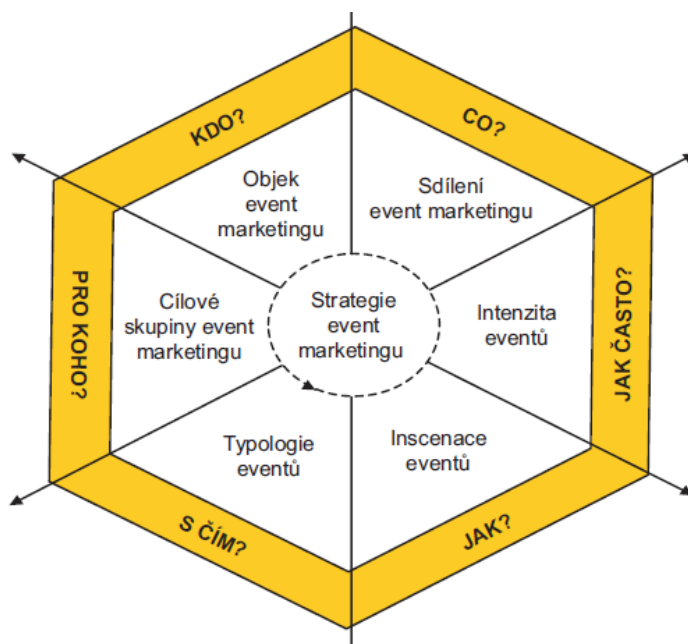 KDO?
CO?
Objek
event
marketingu
Sdílení
event marketingu
PRO KOHO?
Cílové
skupiny event
marketingu
Strategie
event
marketingu
Intenzita
eventů
JAK ČASTO?
Typologie
eventů
Inscenace
eventů
S ČÍM?
JAK?